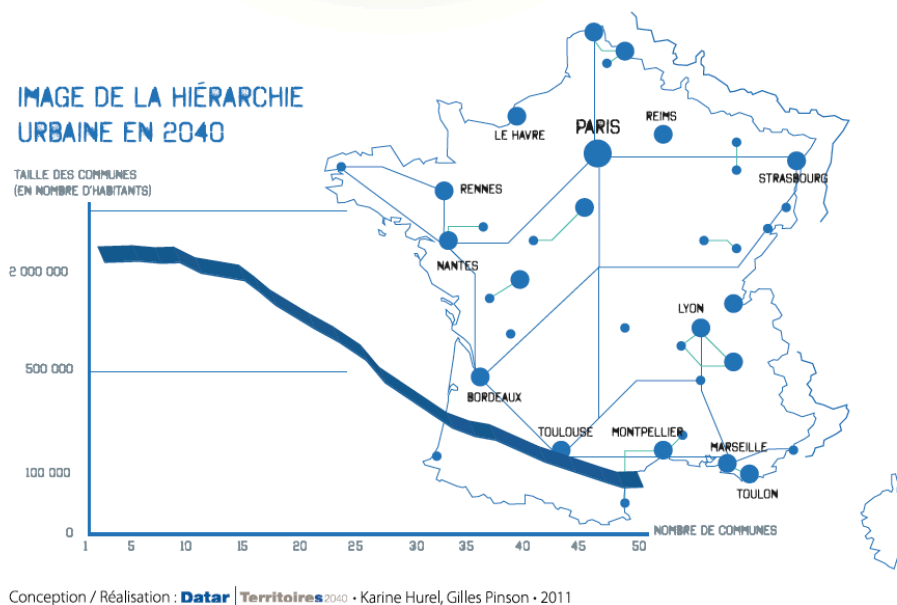 IMAGE DE LA HIÉRARCHIE
URBAINE EN 2040
TAILLE DES COMMUNES
(EN NOMBRE D'HABITANTS)
2 000 000
500 000
100 000
0
1 5 10 15 20 25 30 35 40 45 50
NOMBRE DE COMMUNES
LE HAVRE
PARIS
REIMS
STRASBOURG
RENNES
NANTES
LYON
BORDEAUX
TOULOUSE
MONTPELLIER
MARSEILLE
TOULON
Conception / Réalisation : Datar | Territoires 2040 • Karine Hurel, Gilles Pinson • 2011